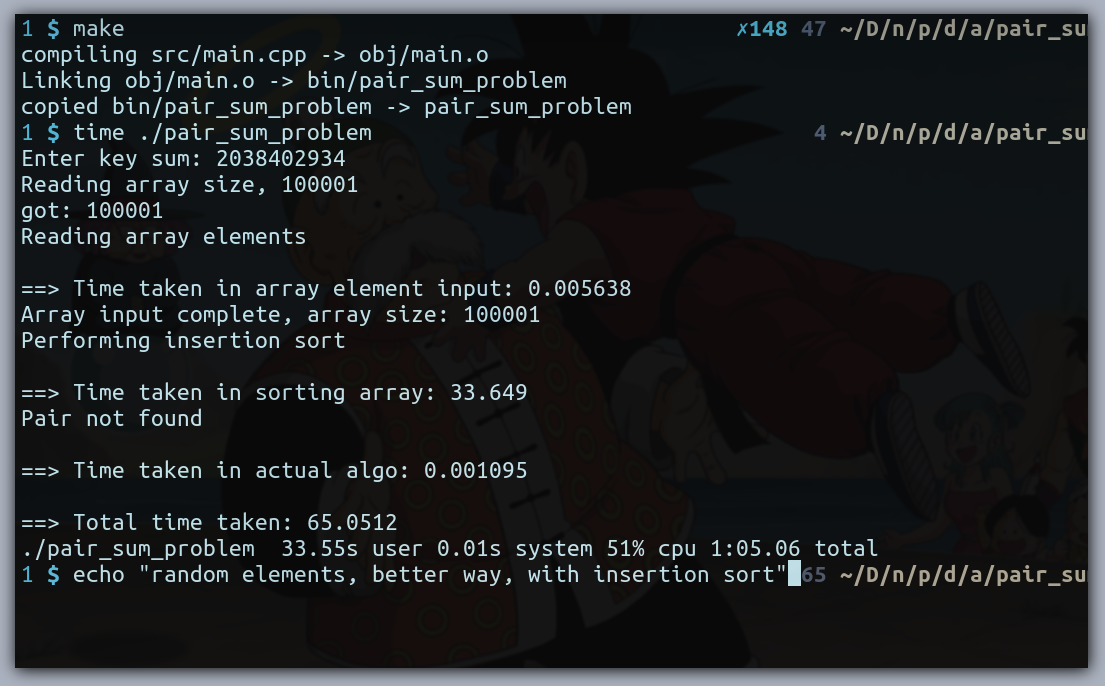 1 $ make ✗148 47 ~/D/n/p/d/a/pair_su
compiling src/main.cpp -> obj/main.o
Linking obj/main.o -> bin/pair_sum_problem
copied bin/pair_sum_problem -> pair_sum_problem
1 $ time ./pair_sum_problem 4 ~/D/n/p/d/a/pair_su
Enter key sum: 2038402934
Reading array size, 100001
got: 100001
Reading array elements
==> Time taken in array element input: 0.005638
Array input complete, array size: 100001
Performing insertion sort
==> Time taken in sorting array: 33.649
Pair not found
==> Time taken in actual algo: 0.001095
==> Total time taken: 65.0512
./pair_sum_problem  33.55s user 0.01s system 51% cpu 1:05.06 total
1 $ echo "random elements, better way, with insertion sort" 65 ~/D/n/p/d/a/pair_su